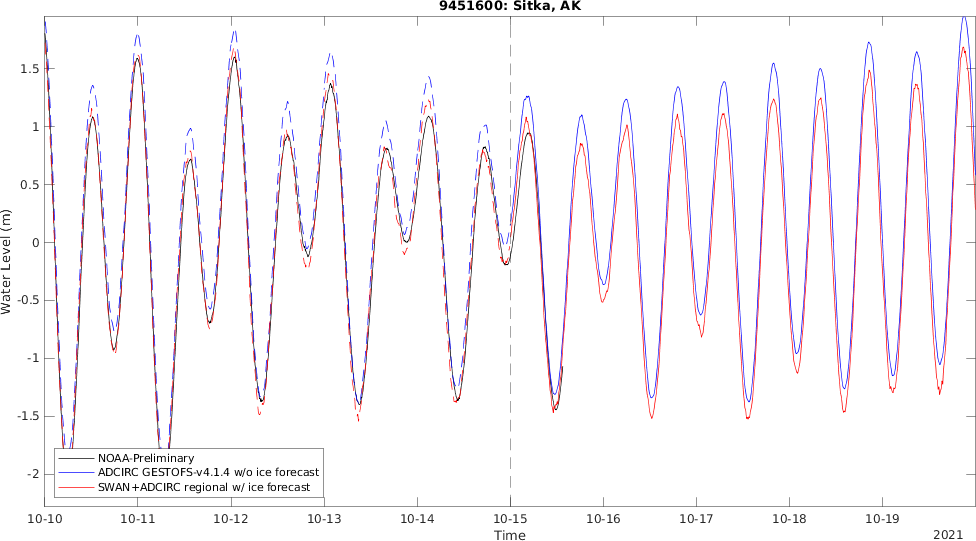 9451600: Sitka, AK
Water Level (m)
1.5
1
0.5
0
-0.5
-1
-1.5
-2
NOAA-Preliminary
ADCIRC GESTOFS-v4.1.4 w/o ice forecast
SWAN+ADCIRC regional w/ ice forecast
10-10 10-11 10-12 10-13 10-14 10-15 10-16 10-17 10-18 10-19
Time
2021